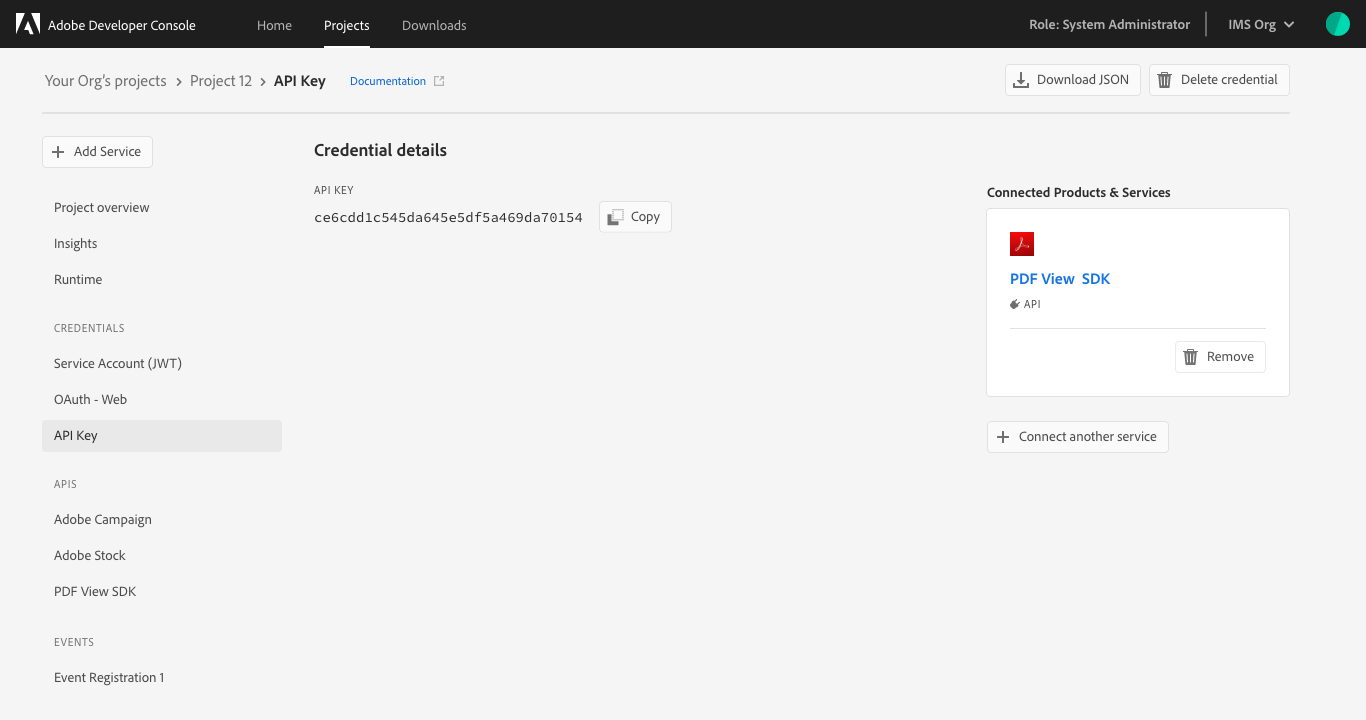 Adobe Developer Console
Home
Projects
Downloads
Role: System Administrator
IMS Org
Your Org's projects
Project 12
API Key
Documentation
Download JSON
Delete credential
Add Service
Project overview
Insights
Runtime
CREDENTIALS
Service Account (JWT)
OAuth - Web
API Key
APIS
Adobe Campaign
Adobe Stock
PDF View SDK
EVENTS
Event Registration 1
Credential details
API KEY
ce6cdd1c545da645e5df5a469da70154
Copy
Connected Products & Services
PDF View SDK
API
Remove
Connect another service